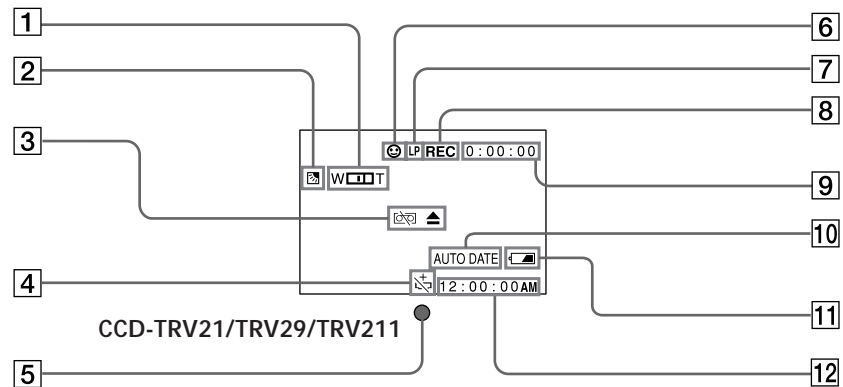 1
2
3
4
5
6
7
8
9
10
11
12
LP REC 0:00:00
W T
AUTO DATE
12:00:00AM
CCD-TRV21/TRV29/TRV211